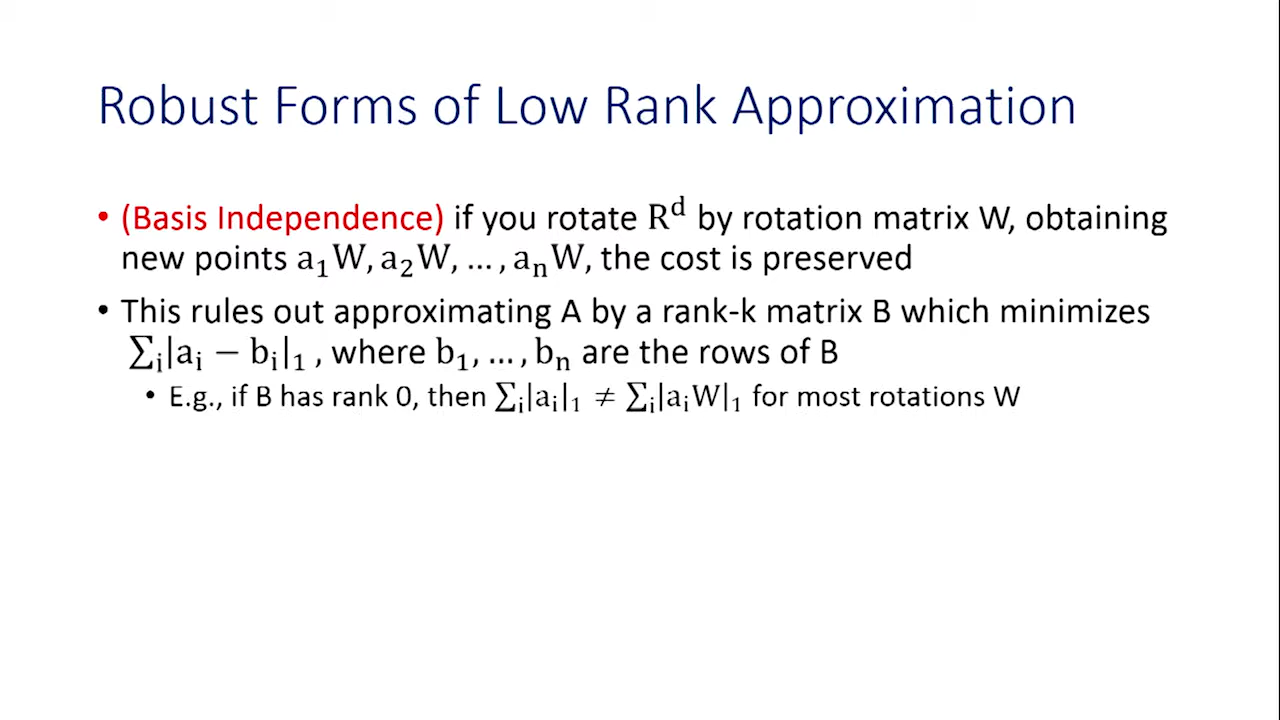 Robust Forms of Low Rank Approximation
• (Basis Independence) if you rotate Rᵈ by rotation matrix W, obtaining
new points a₁W, a₂W, … , aₙW, the cost is preserved
• This rules out approximating A by a rank-k matrix B which minimizes
∑ᵢ|aᵢ − bᵢ|₁ , where b₁, … , bₙ are the rows of B
• E.g., if B has rank 0, then ∑ᵢ|aᵢ|₁ ≠ ∑ᵢ|aᵢW|₁ for most rotations W